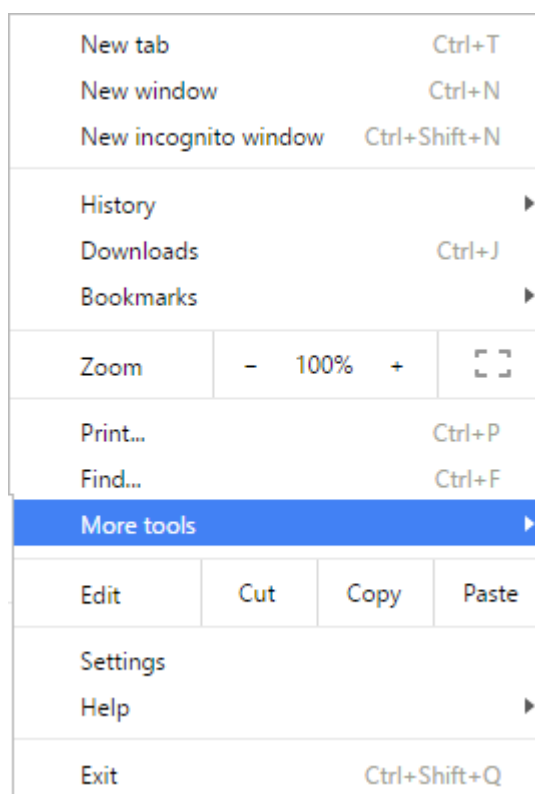 New tab Ctrl+T
New window Ctrl+N
New incognito window Ctrl+Shift+N
History
Downloads Ctrl+J
Bookmarks
Zoom - 100% +
Print... Ctrl+P
Find... Ctrl+F
More tools
Edit Cut Copy Paste
Settings
Help
Exit Ctrl+Shift+Q